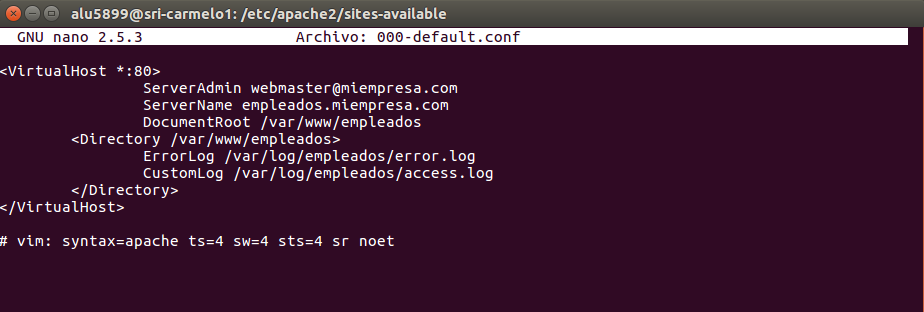 alu5899@sri-carmelo1: /etc/apache2/sites-available
GNU nano 2.5.3 Archivo: 000-default.conf
<VirtualHost *:80>
ServerAdmin webmaster@miempresa.com
ServerName empleados.miempresa.com
DocumentRoot /var/www/empleados
<Directory /var/www/empleados>
ErrorLog /var/log/empleados/error.log
CustomLog /var/log/empleados/access.log
</Directory>
</VirtualHost>
# vim: syntax=apache ts=4 sw=4 sts=4 sr noet